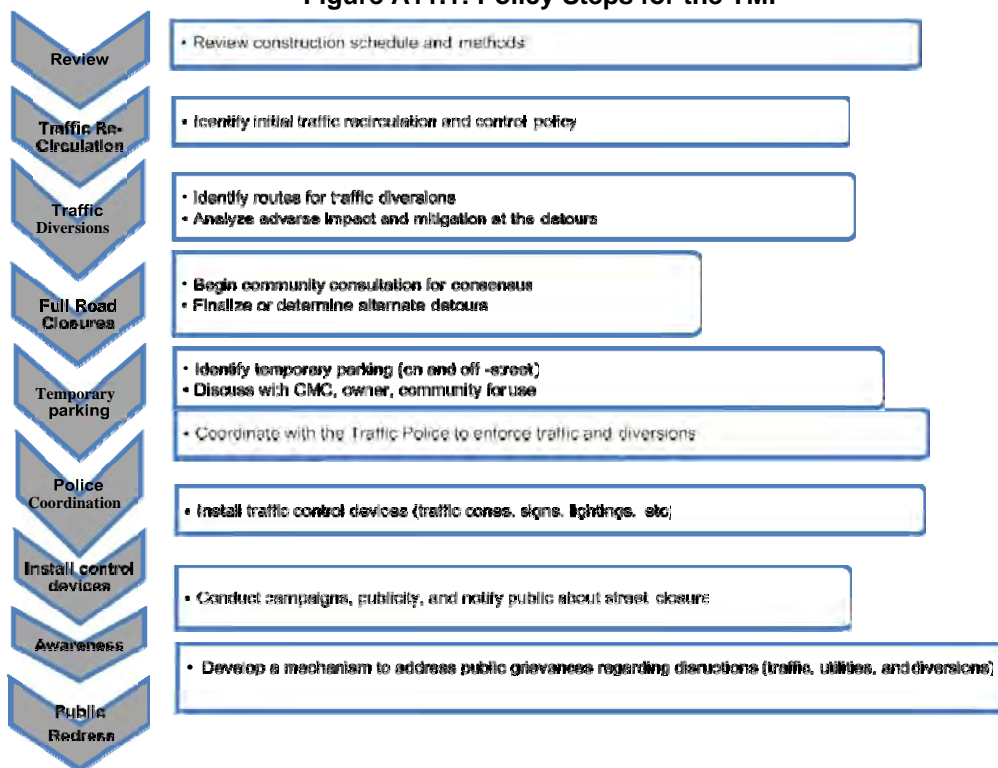 Figure A11.1: Policy Steps for the TMP
Review
• Review construction schedule and methods
Traffic Re-
Circulation
• Identify initial traffic recirculation and control policy
Traffic
Diversions
• Identify routes for traffic diversions
• Analyze adverse impact and mitigation at the detours
Full Road
Closures
• Begin community consultation for consensus
• Finalize or determine alternate detours
Temporary
parking
• Identify temporary parking (on and off -street)
• Discuss with CMC, owner, community for use
Police
Coordination
• Coordinate with the Traffic Police to enforce traffic and diversions
Install control
devices
• Install traffic control devices (traffic cones, signs, lightings, etc)
Awareness
• Conduct campaigns, publicity, and notify public about street closure
Public
Redress
• Develop a mechanism to address public grievances regarding disruptions (traffic, utilities, and diversions)